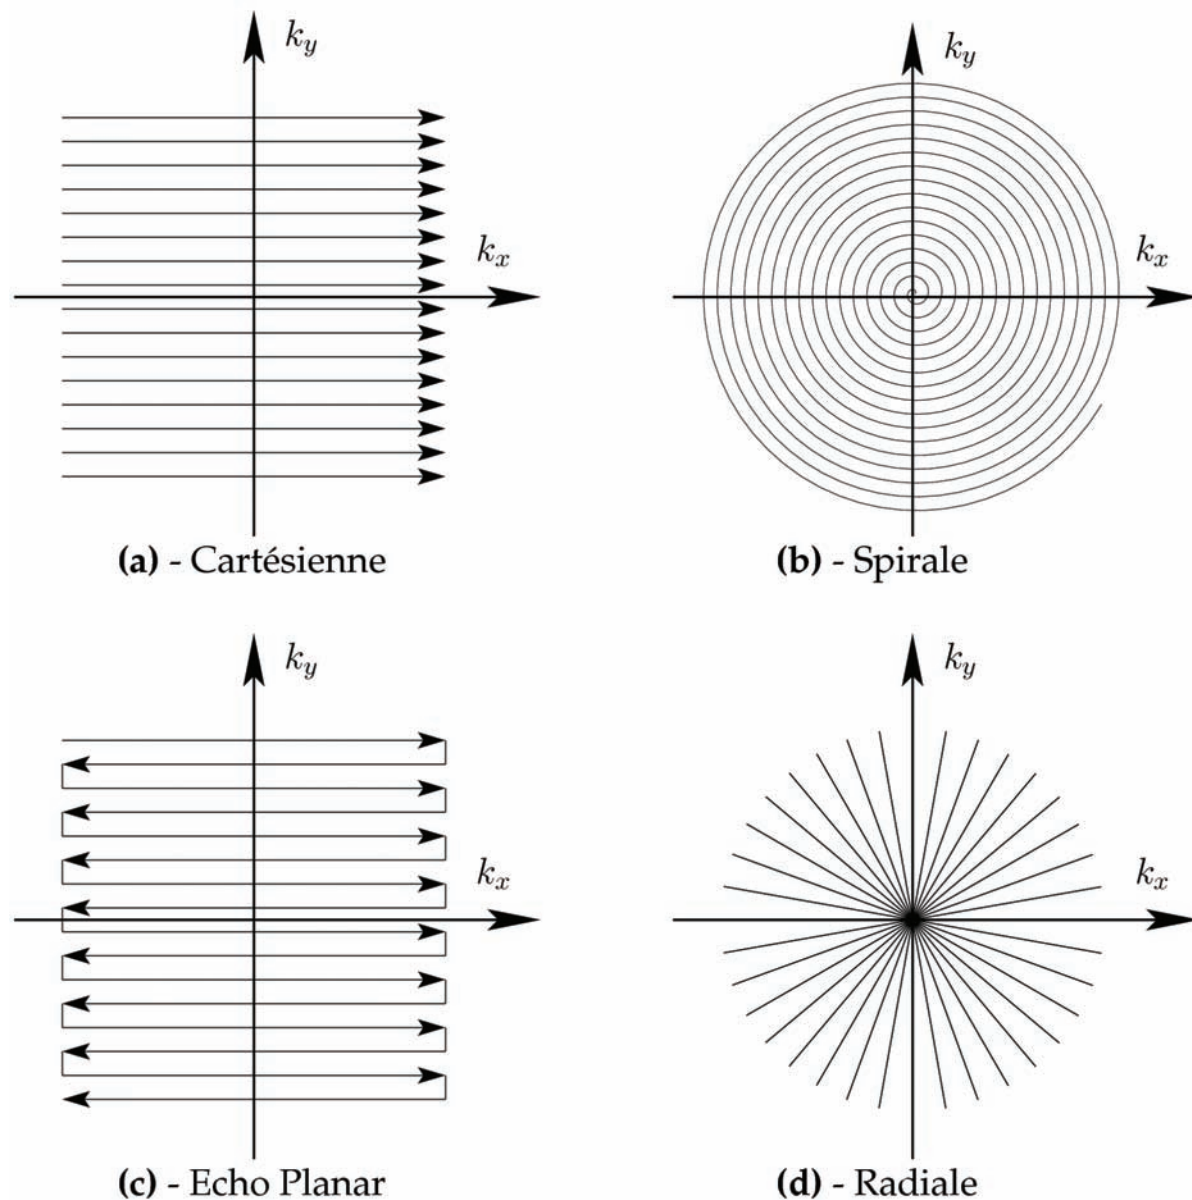 k_y
k_x
(a) - Cartésienne
k_y
k_x
(b) - Spirale
k_y
k_x
(c) - Echo Planar
k_y
k_x
(d) - Radiale